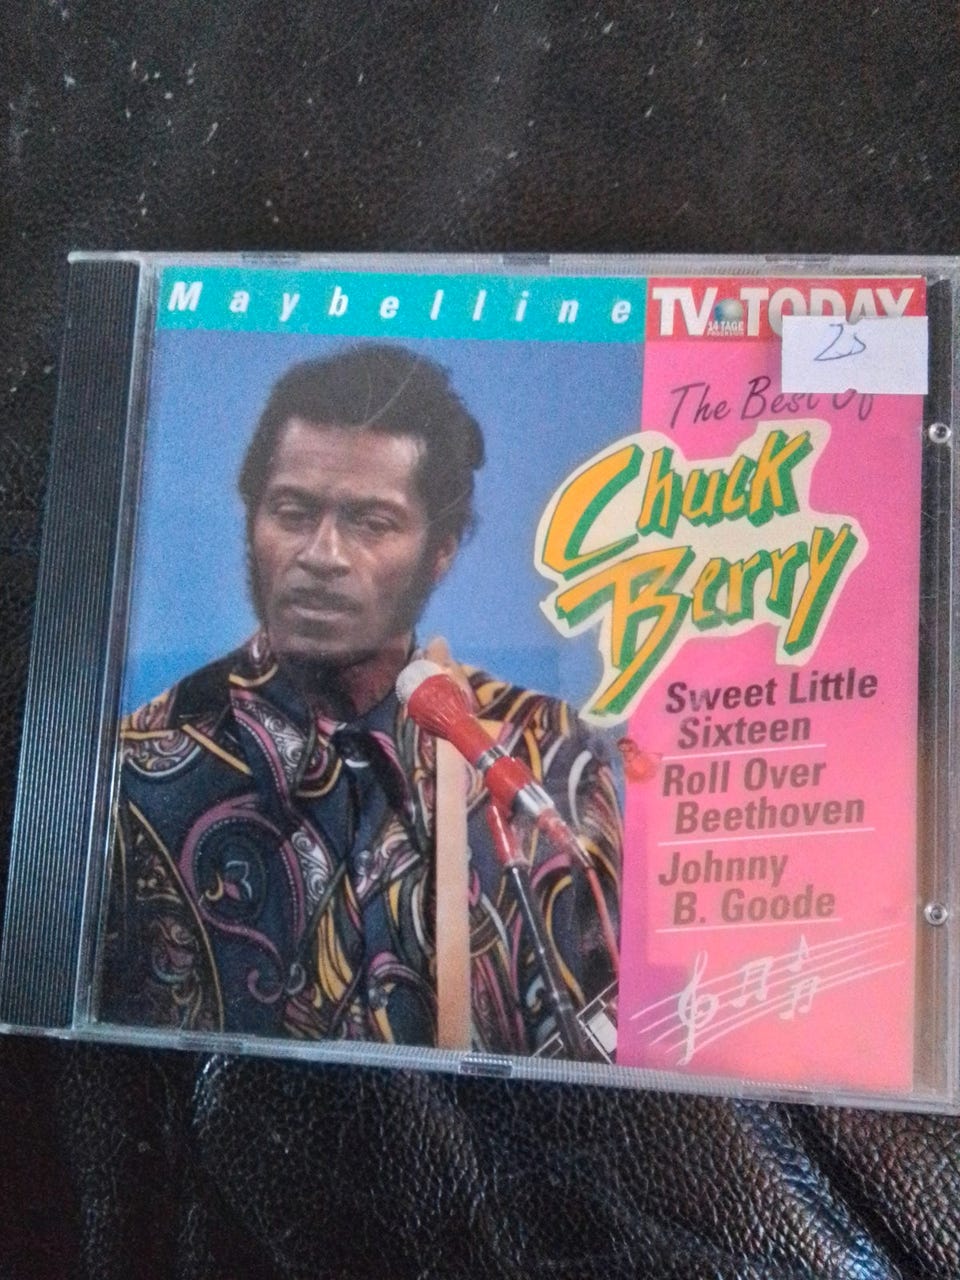 Maybelline
TV TODAY
14 TAGE
25
The Best Of
Chuck
Berry
Sweet Little
Sixteen
Roll Over
Beethoven
Johnny
B. Goode